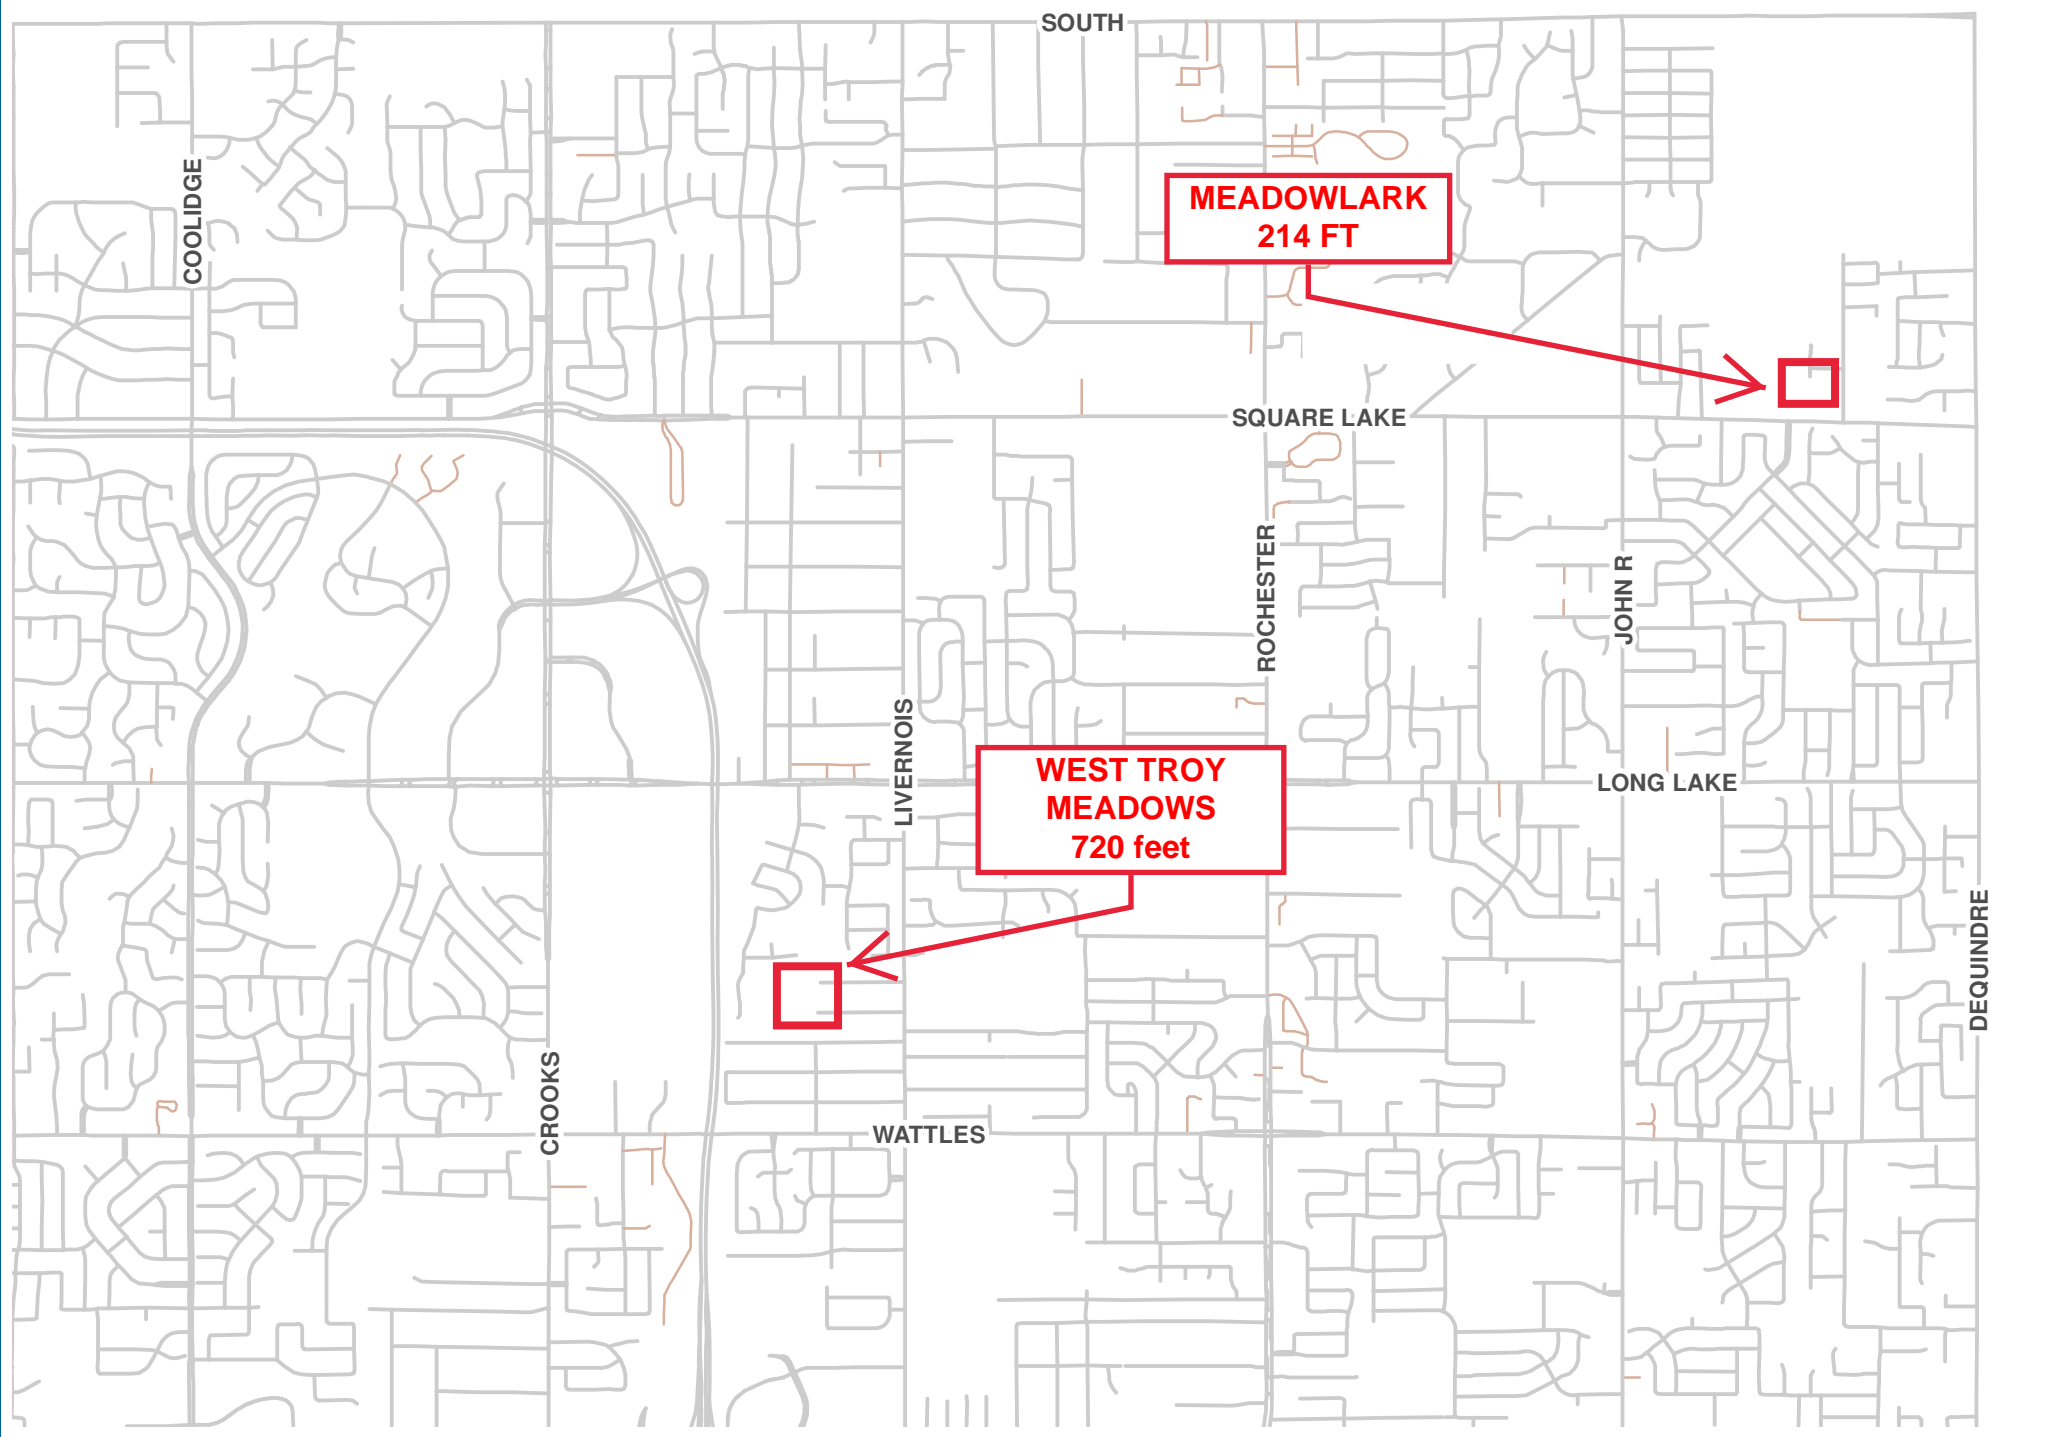 SOUTH
COOLIDGE
MEADOWLARK
214 FT
SQUARE LAKE
ROCHESTER
JOHN R
LIVERNOIS
WEST TROY
MEADOWS
720 feet
LONG LAKE
DEQUINDRE
CROOKS
WATTLES